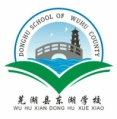 DONGHU SCHOOL OF WUHU COUNTY
芜湖县东湖学校
WU HU XIAN DONG HU XUE XIAO